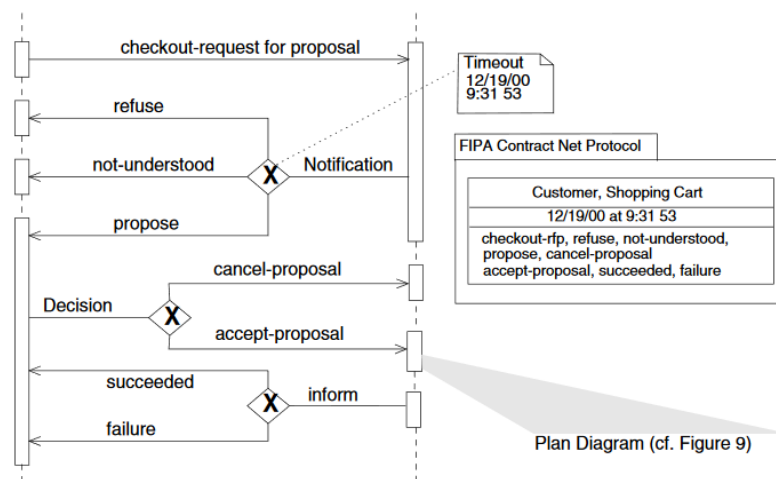 checkout-request for proposal
Timeout
12/19/00
9:31 53
refuse
FIPA Contract Net Protocol
not-understood
X
Notification
Customer, Shopping Cart
12/19/00 at 9:31 53
checkout-rfp, refuse, not-understood,
propose, cancel-proposal
accept-proposal, succeeded, failure
propose
cancel-proposal
Decision
X
accept-proposal
succeeded
X
inform
failure
Plan Diagram (cf. Figure 9)